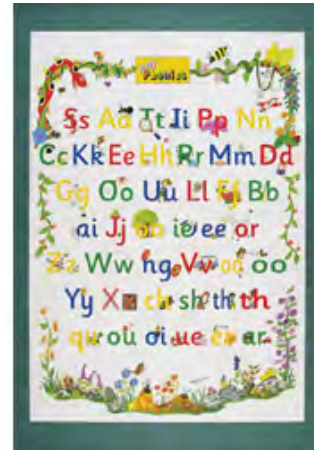 Phonics
Ss Aa Tt Ii Pp Nn
Cc Kk Ee Hh Rr Mm Dd
Gg Oo Uu Ll Ff Bb
ai Jj oa ie ee or
Zz Ww ng Vv oo oo
Yy X ch sh th th
qu ou oi ue er ar